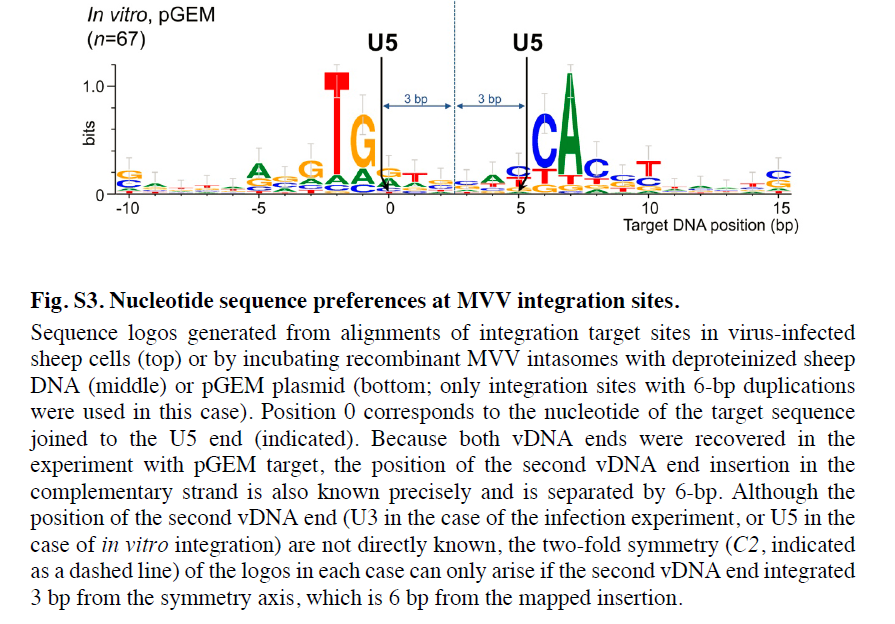 In vitro, pGEM
(n=67)
U5 U5
1.0
3 bp 3 bp
bits
0
-10 -5 0 5 10 15
Target DNA position (bp)
Fig. S3. Nucleotide sequence preferences at MVV integration sites.
Sequence logos generated from alignments of integration target sites in virus-infected
sheep cells (top) or by incubating recombinant MVV intasomes with deproteinized sheep
DNA (middle) or pGEM plasmid (bottom; only integration sites with 6-bp duplications
were used in this case). Position 0 corresponds to the nucleotide of the target sequence
joined to the U5 end (indicated). Because both vDNA ends were recovered in the
experiment with pGEM target, the position of the second vDNA end insertion in the
complementary strand is also known precisely and is separated by 6-bp. Although the
position of the second vDNA end (U3 in the case of the infection experiment, or U5 in the
case of in vitro integration) are not directly known, the two-fold symmetry (C2, indicated
as a dashed line) of the logos in each case can only arise if the second vDNA end integrated
3 bp from the symmetry axis, which is 6 bp from the mapped insertion.